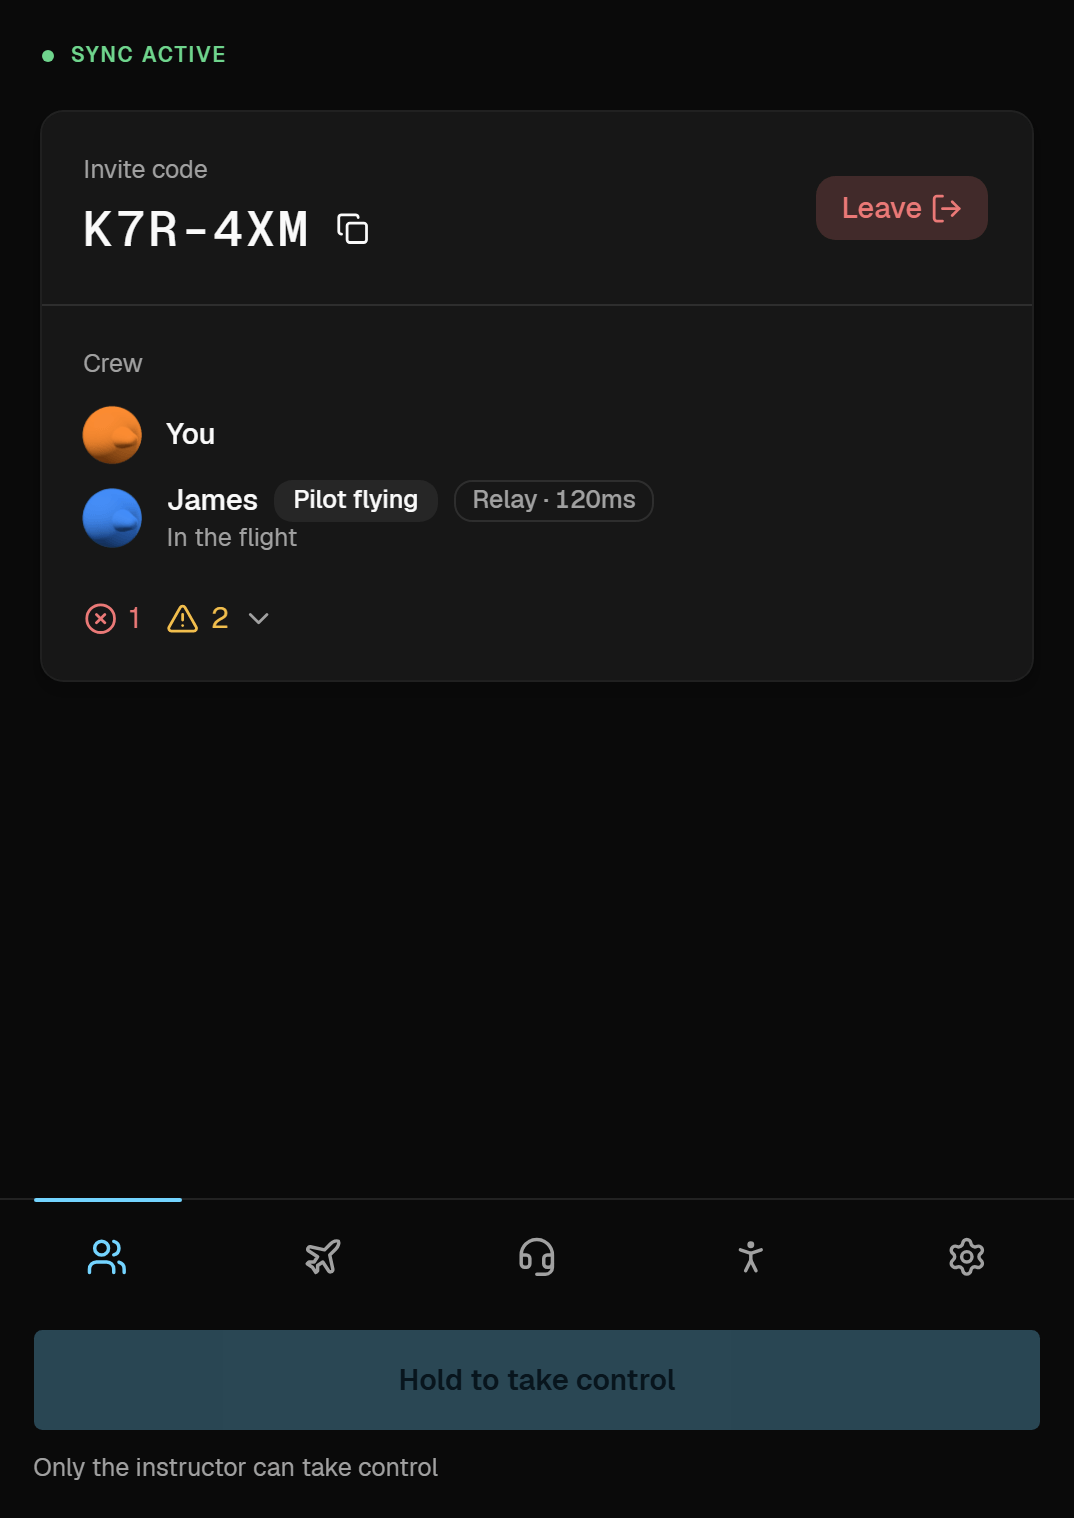 SYNC ACTIVE
Invite code
K7R-4XM
Leave
Crew
You
James Pilot flying Relay · 120ms
In the flight
1 2
Hold to take control
Only the instructor can take control